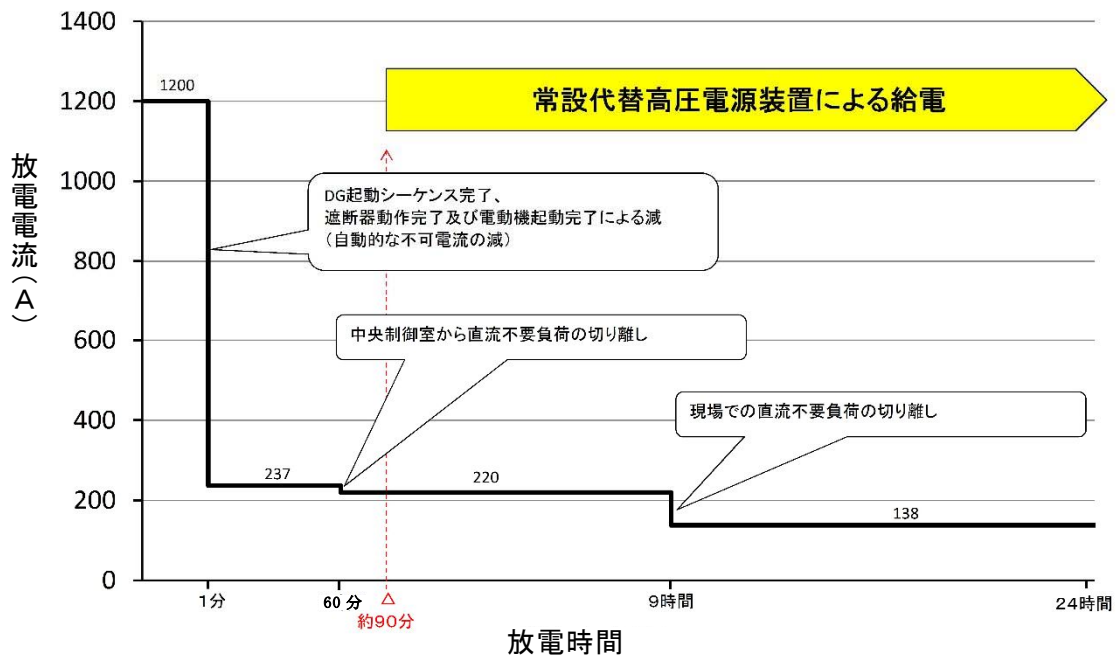 1400
1200
1000
800
600
400
200
0
放電電流(A)
1200
常設代替高圧電源装置による給電
DG起動シーケンス完了、
遮断器動作完了及び電動機起動完了による減
(自動的な不可電流の減)
中央制御室から直流不要負荷の切り離し
現場での直流不要負荷の切り離し
237
220
138
1分
60分
△
約90分
9時間
24時間
放電時間